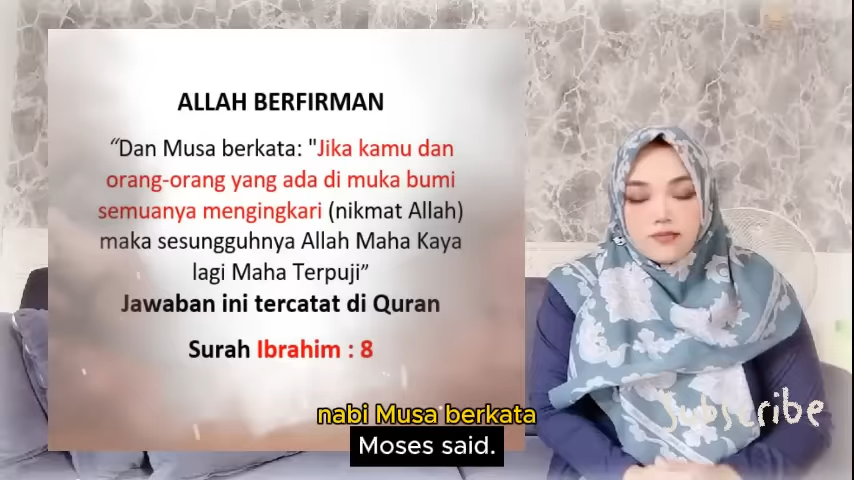 ALLAH BERFIRMAN
“Dan Musa berkata: "Jika kamu dan
orang-orang yang ada di muka bumi
semuanya mengingkari (nikmat Allah)
maka sesungguhnya Allah Maha Kaya
lagi Maha Terpuji”
Jawaban ini tercatat di Quran
Surah Ibrahim : 8
nabi Musa berkata
Moses said.
Subscribe